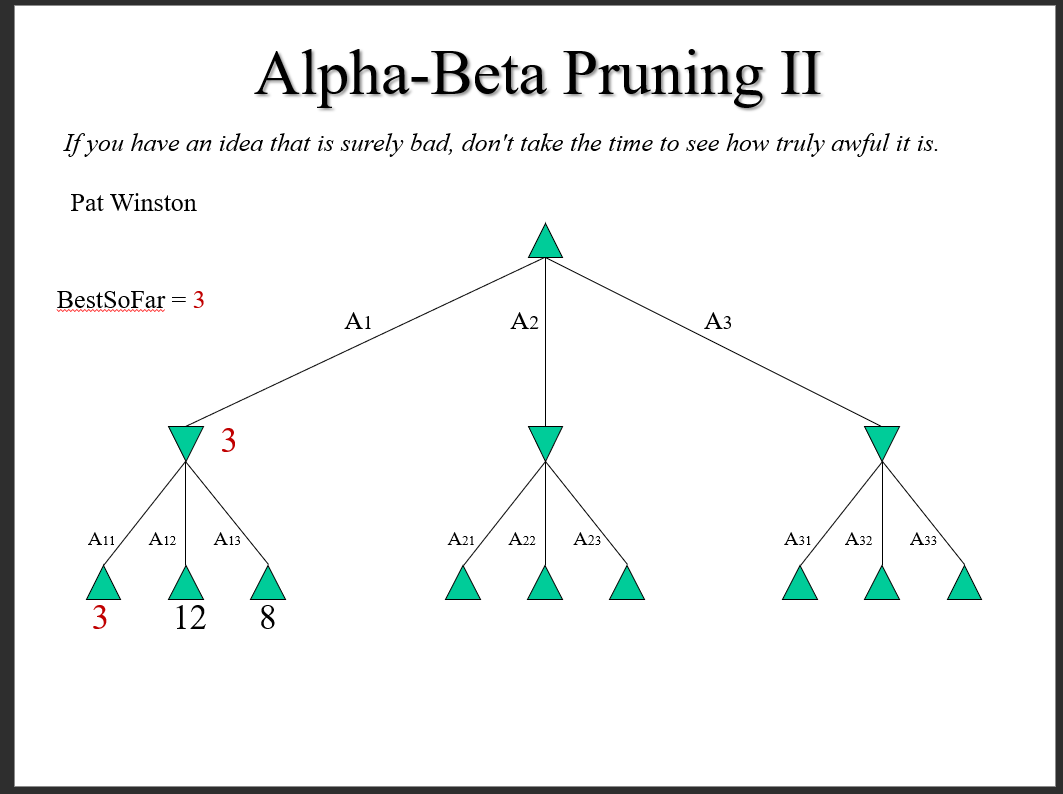 Alpha-Beta Pruning II
If you have an idea that is surely bad, don't take the time to see how truly awful it is.
Pat Winston
BestSoFar = 3
A1 A2 A3
3
A11 A12 A13 A21 A22 A23 A31 A32 A33
3 12 8